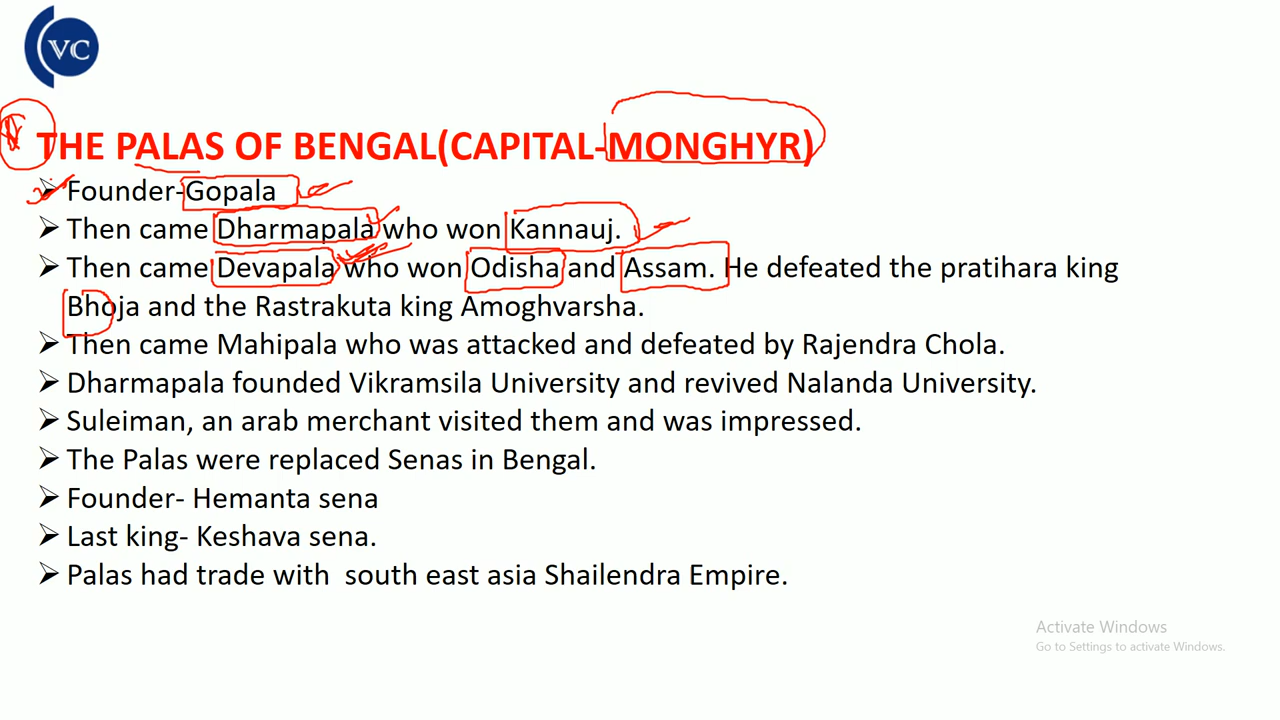 VC
THE PALAS OF BENGAL(CAPITAL-MONGHYR)
Founder-Gopala
Then came Dharmapala who won Kannauj.
Then came Devapala who won Odisha and Assam. He defeated the pratihara king
Bhoja and the Rastrakuta king Amoghvarsha.
Then came Mahipala who was attacked and defeated by Rajendra Chola.
Dharmapala founded Vikramsila University and revived Nalanda University.
Suleiman, an arab merchant visited them and was impressed.
The Palas were replaced Senas in Bengal.
Founder- Hemanta sena
Last king- Keshava sena.
Palas had trade with south east asia Shailendra Empire.
Activate Windows
Go to Settings to activate Windows.